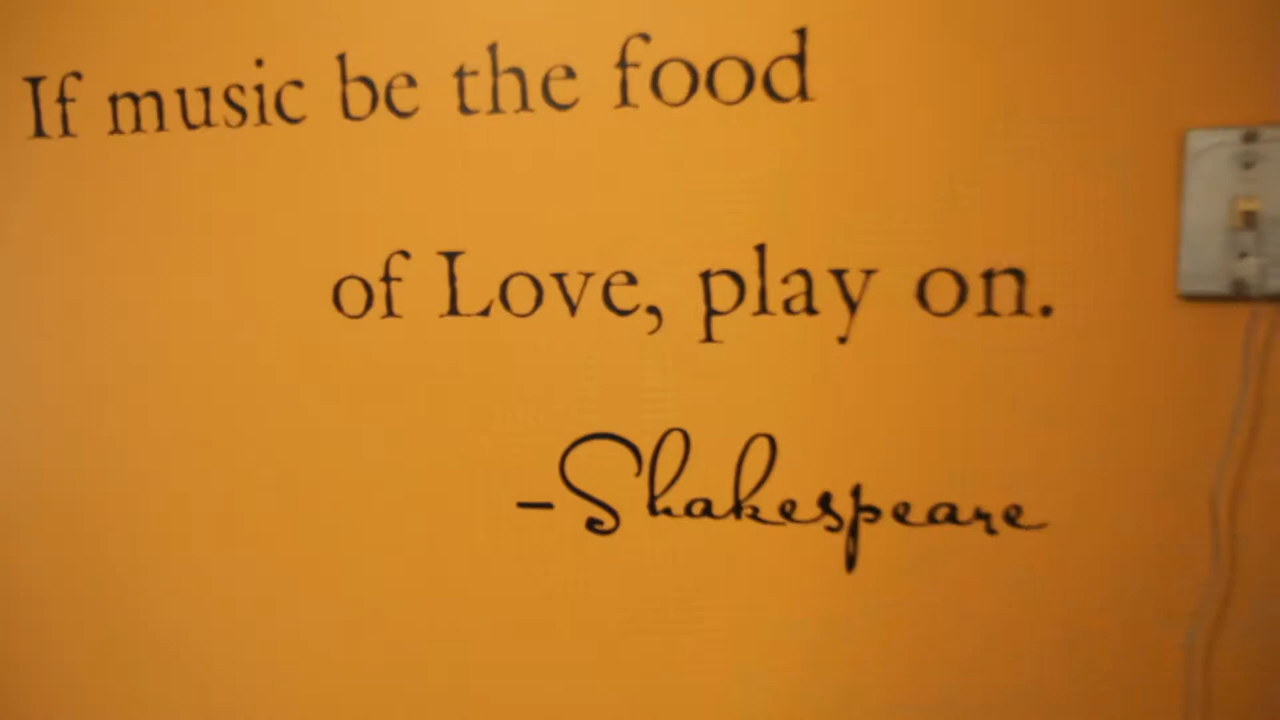 If music be the food
of Love, play on.
-Shakespeare